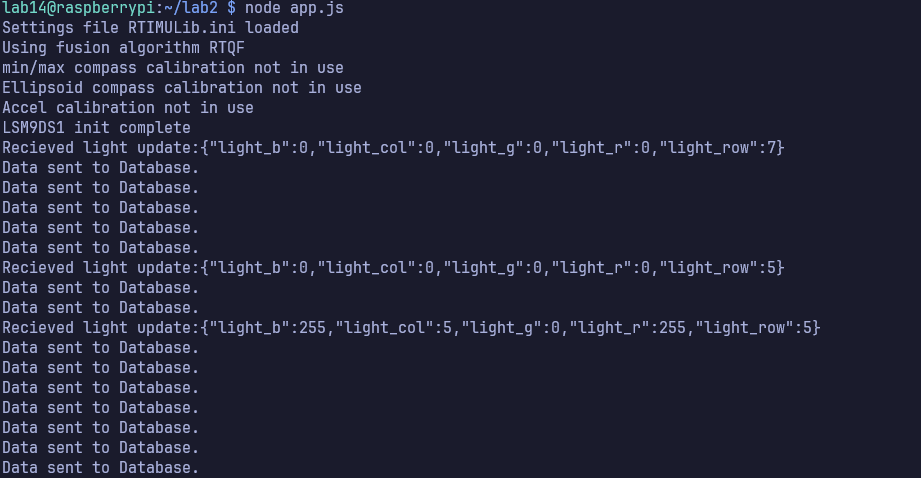 lab14@raspberrypi:~/lab2 $ node app.js
Settings file RTIMULib.ini loaded
Using fusion algorithm RTQF
min/max compass calibration not in use
Ellipsoid compass calibration not in use
Accel calibration not in use
LSM9DS1 init complete
Recieved light update:{"light_b":0,"light_col":0,"light_g":0,"light_r":0,"light_row":7}
Data sent to Database.
Data sent to Database.
Data sent to Database.
Data sent to Database.
Data sent to Database.
Recieved light update:{"light_b":0,"light_col":0,"light_g":0,"light_r":0,"light_row":5}
Data sent to Database.
Data sent to Database.
Recieved light update:{"light_b":255,"light_col":5,"light_g":0,"light_r":255,"light_row":5}
Data sent to Database.
Data sent to Database.
Data sent to Database.
Data sent to Database.
Data sent to Database.
Data sent to Database.
Data sent to Database.